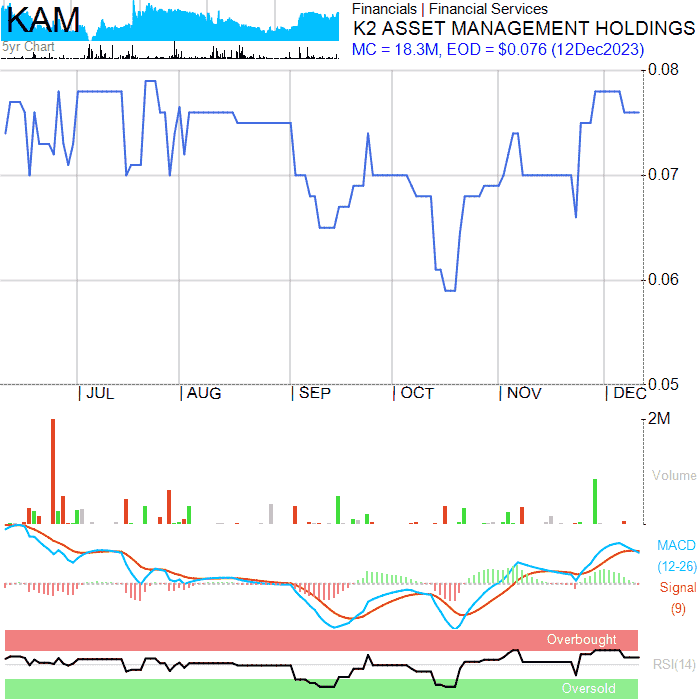 KAM
5yr Chart
Financials | Financial Services
K2 ASSET MANAGEMENT HOLDINGS
MC = 18.3M, EOD = $0.076 (12Dec2023)
0.08
0.07
0.06
0.05
| JUL | AUG | SEP | OCT | NOV | DEC
2M
Volume
MACD
(12-26)
Signal
(9)
Overbought
RSI(14)
Oversold